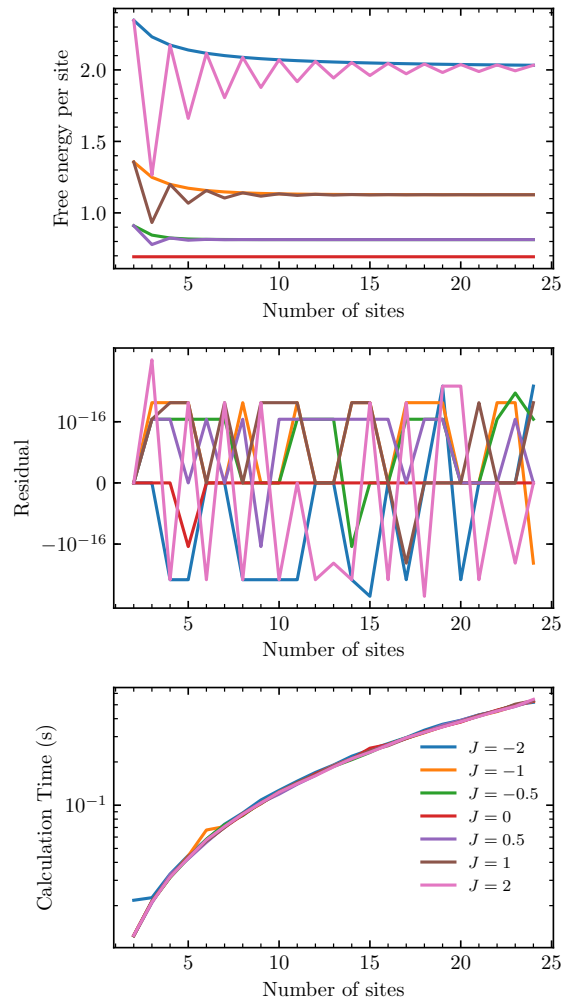 Free energy per site
2.0
1.5
1.0
5
10
15
20
25
Number of sites
Residual
10⁻¹⁶
0
−10⁻¹⁶
5
10
15
20
25
Number of sites
Calculation Time (s)
10⁻¹
J = −2
J = −1
J = −0.5
J = 0
J = 0.5
J = 1
J = 2
5
10
15
20
25
Number of sites